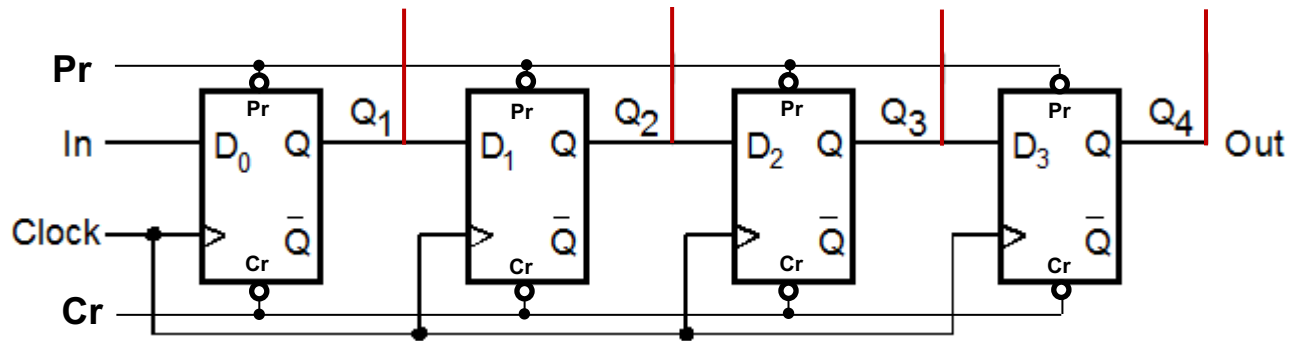 Pr
Pr Pr Pr Pr
In D₀ Q Q₁ D₁ Q Q₂ D₂ Q Q₃ D₃ Q Q₄ Out
Clock Q̅ Q̅ Q̅ Q̅
Cr Cr Cr Cr
Cr